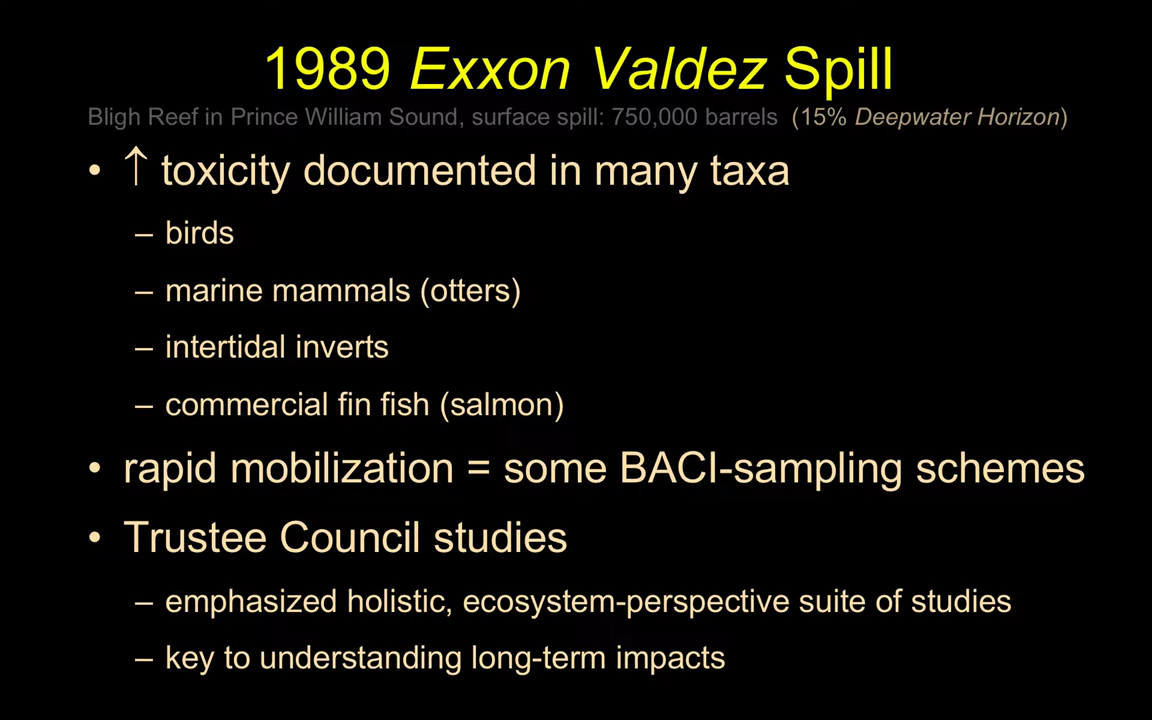 1989 Exxon Valdez Spill
Bligh Reef in Prince William Sound, surface spill: 750,000 barrels (15% Deepwater Horizon)
• ↑ toxicity documented in many taxa
– birds
– marine mammals (otters)
– intertidal inverts
– commercial fin fish (salmon)
• rapid mobilization = some BACI-sampling schemes
• Trustee Council studies
– emphasized holistic, ecosystem-perspective suite of studies
– key to understanding long-term impacts